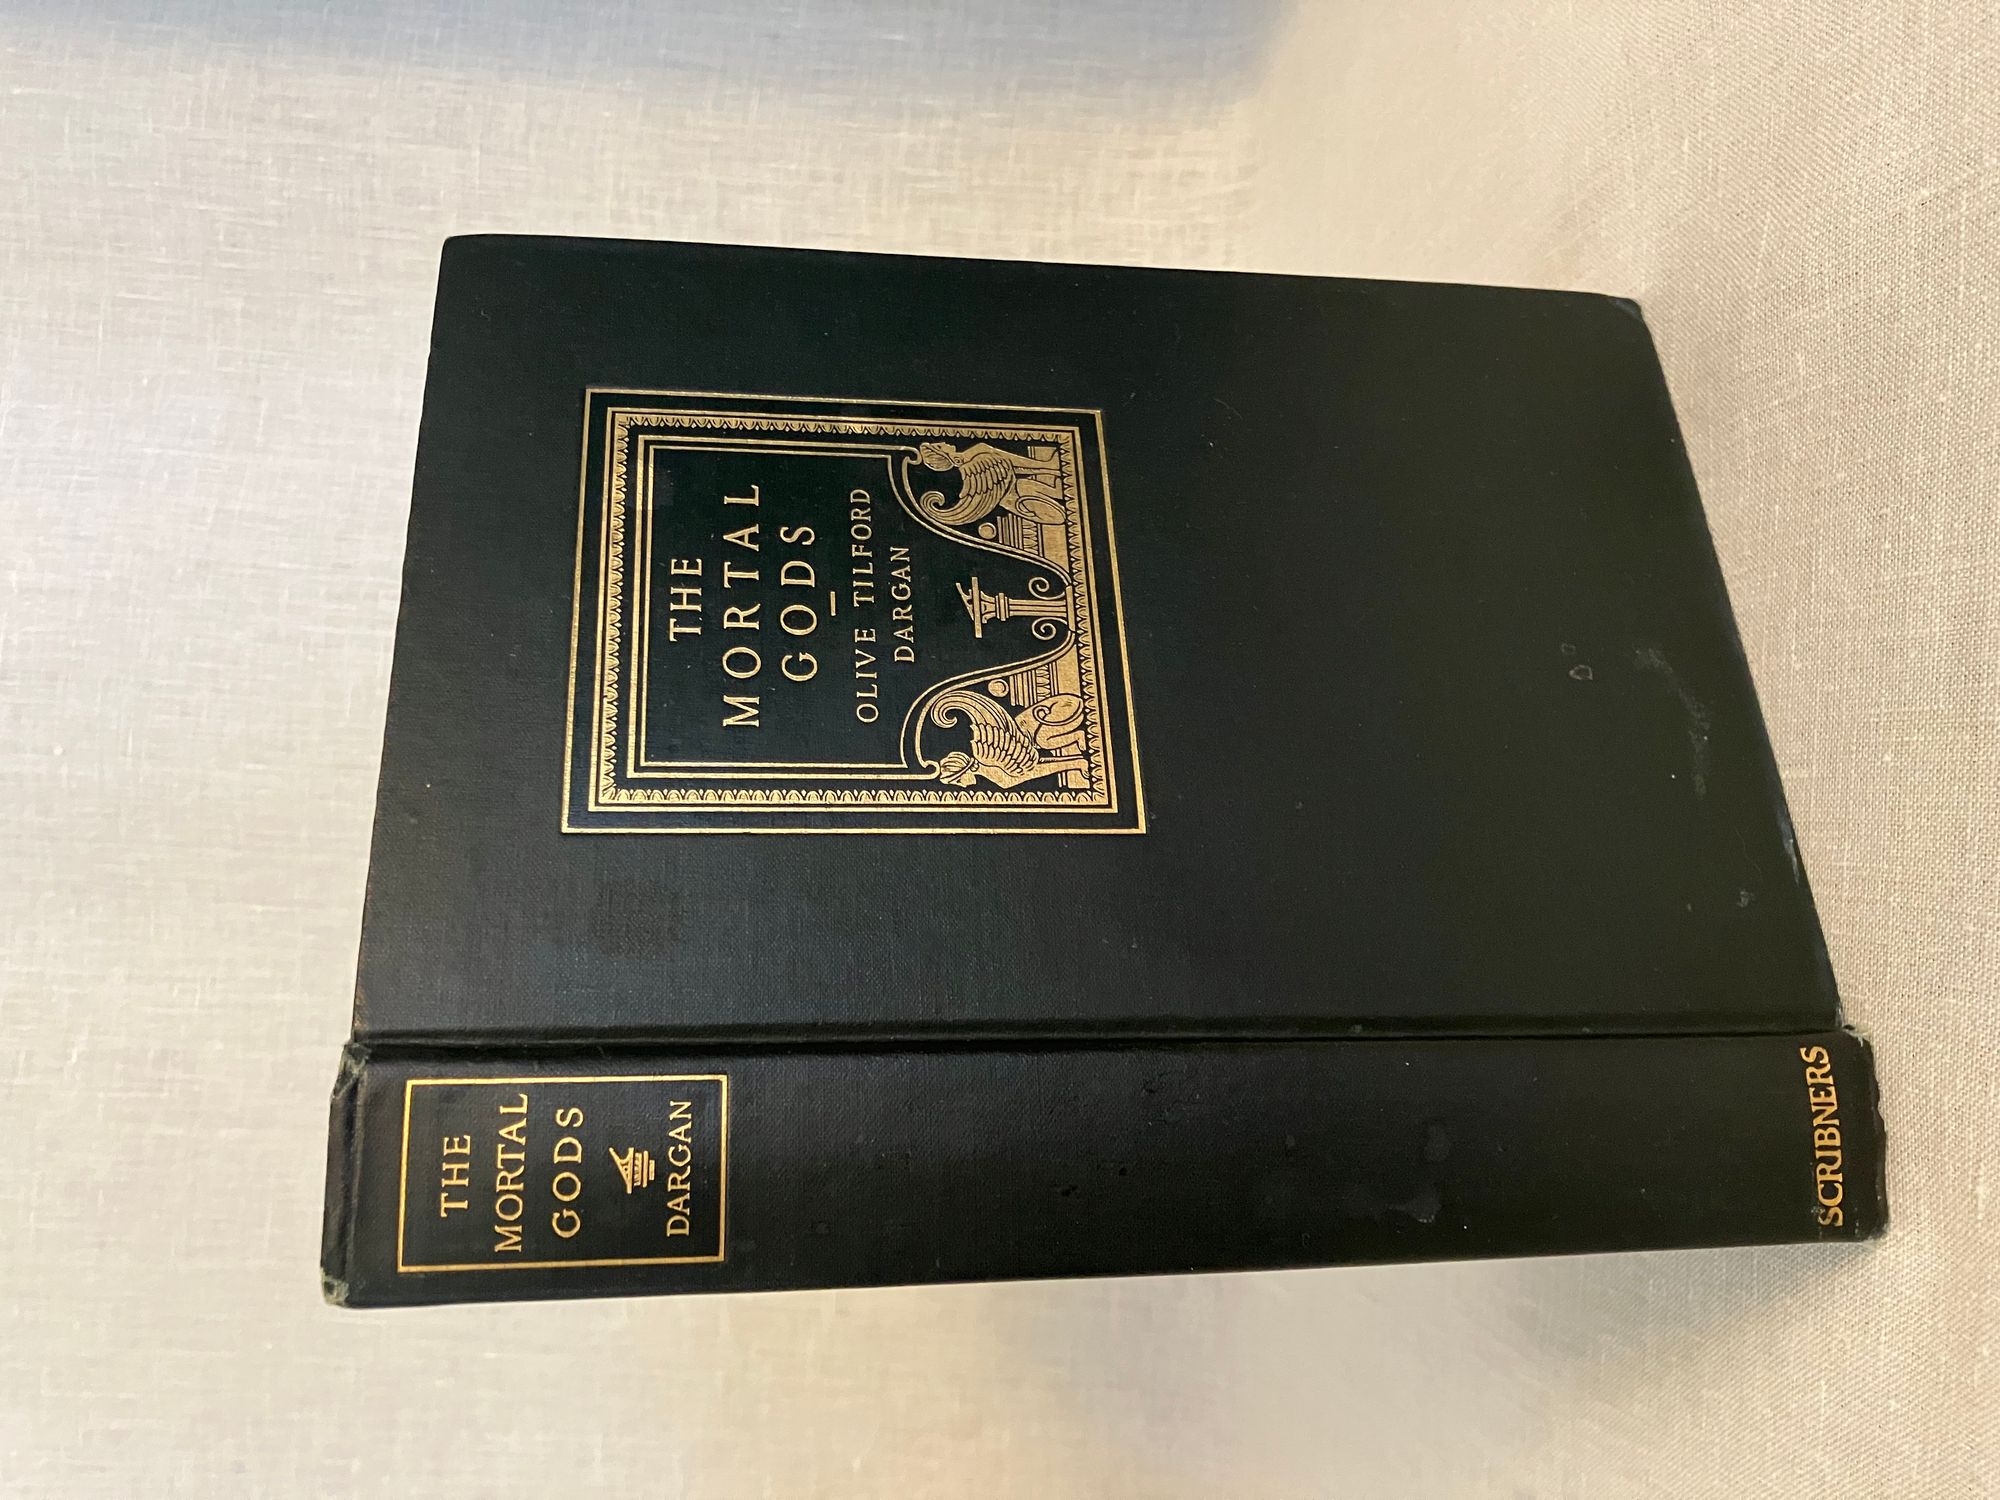 THE
MORTAL
GODS
—
OLIVE TILFORD
DARGAN
THE
MORTAL
GODS
DARGAN
SCRIBNERS